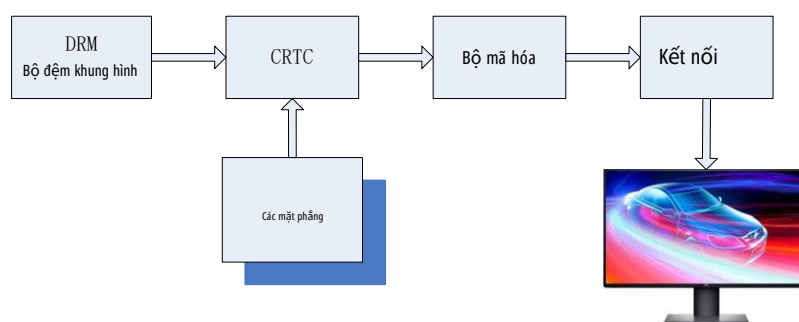 DRM
Bộ đệm khung hình
CRTC
Bộ mã hóa
Kết nối
Các mặt phẳng